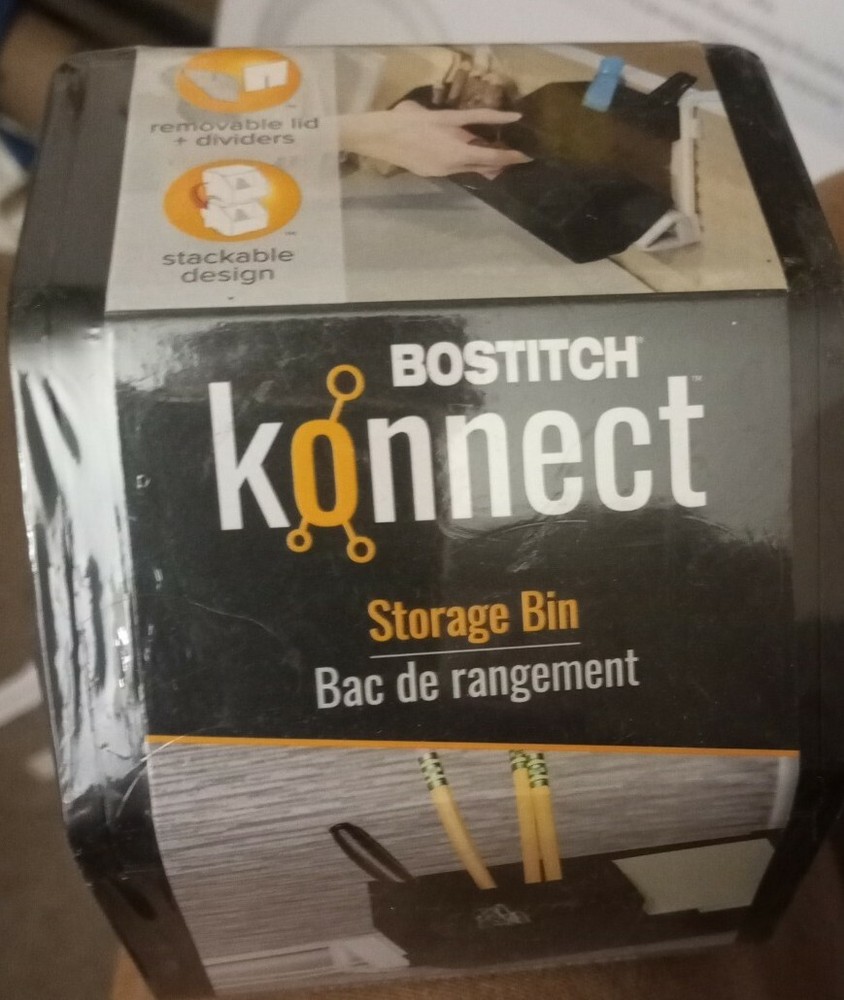 removable lid
+ dividers
stackable
design
BOSTITCH
konnect
Storage Bin
Bac de rangement